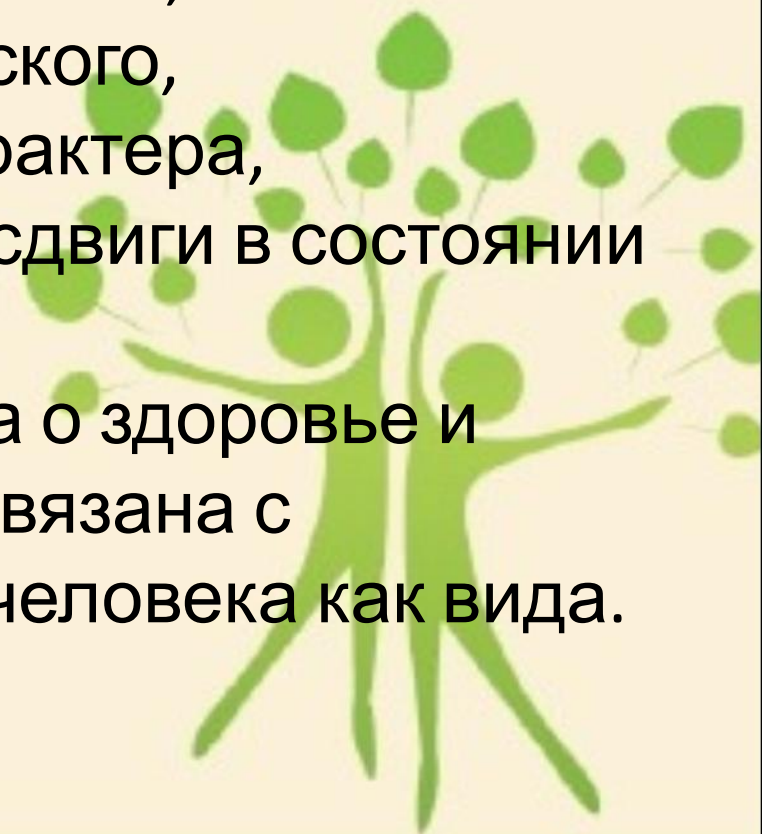 ского,
рактера,
сдвиги в состоянии
а о здоровье и
вязана с
человека как вида.